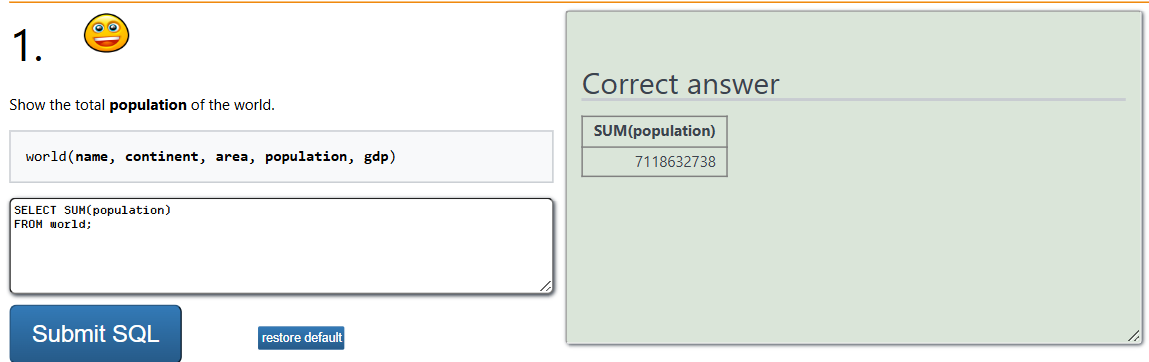 1.
Show the total population of the world.
world(name, continent, area, population, gdp)
SELECT SUM(population)
FROM world;
Submit SQL
restore default
Correct answer
SUM(population)
7118632738